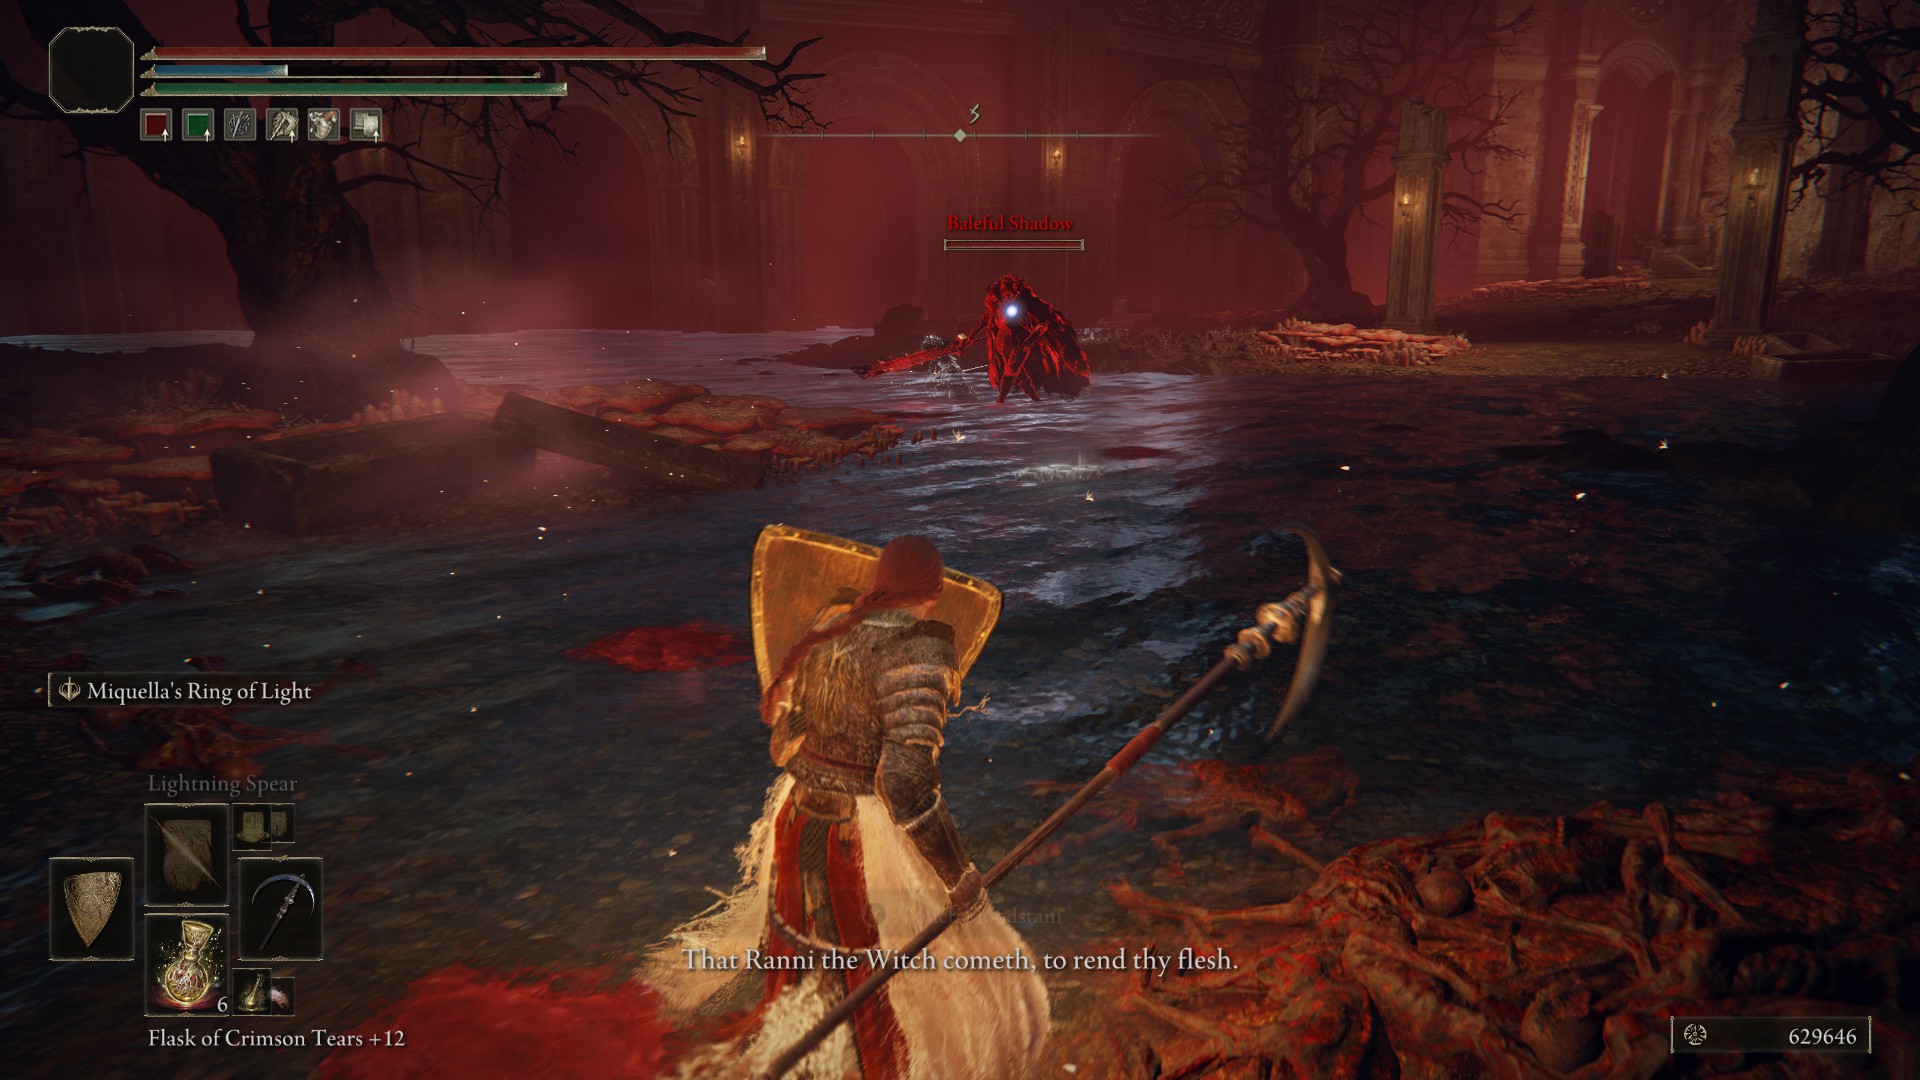 Baleful Shadow
Miquella's Ring of Light
Lightning Spear
6
That Ranni the Witch cometh, to rend thy flesh.
Flask of Crimson Tears +12
629646